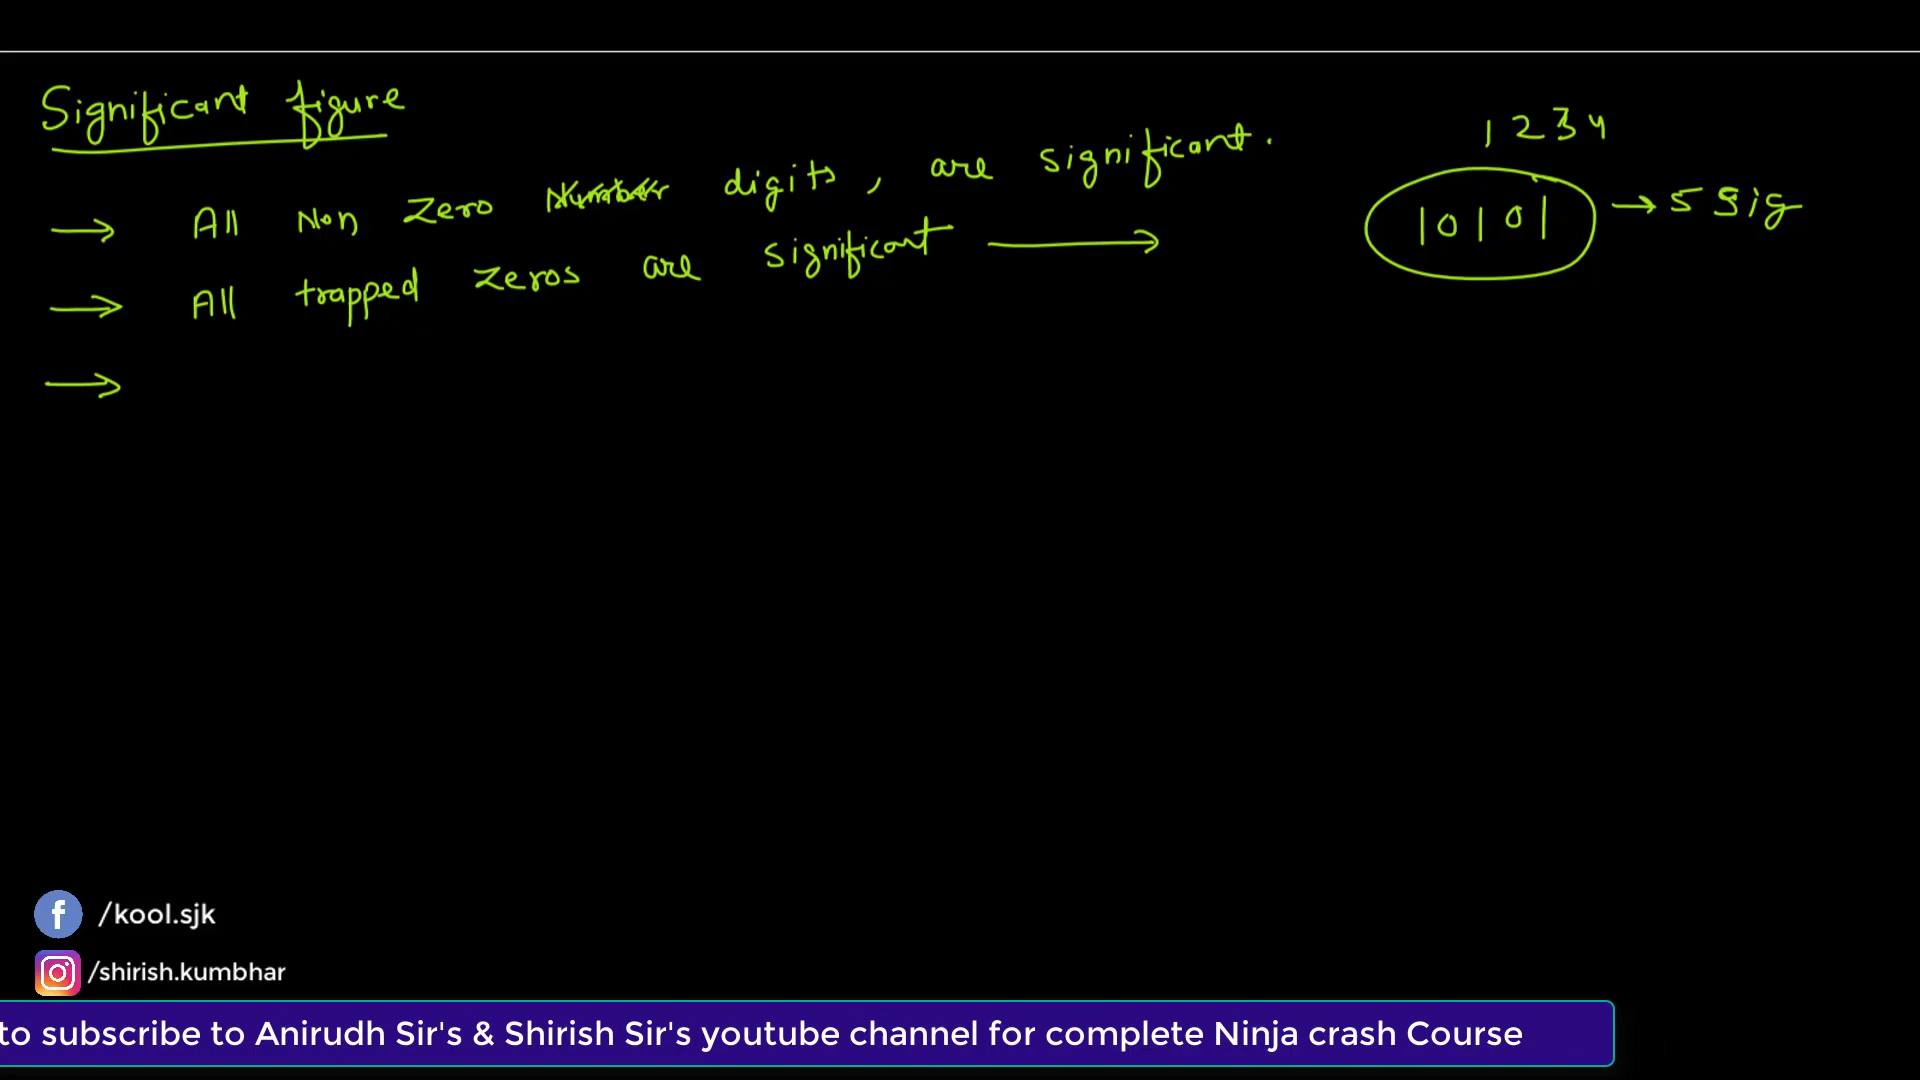 Significant figure
1 2 3 4
→ All Non Zero Number digits, are significant.
10101 → 5 sig
→ All trapped zeros are significant →
→
/kool.sjk
/shirish.kumbhar
to subscribe to Anirudh Sir's & Shirish Sir's youtube channel for complete Ninja crash Course